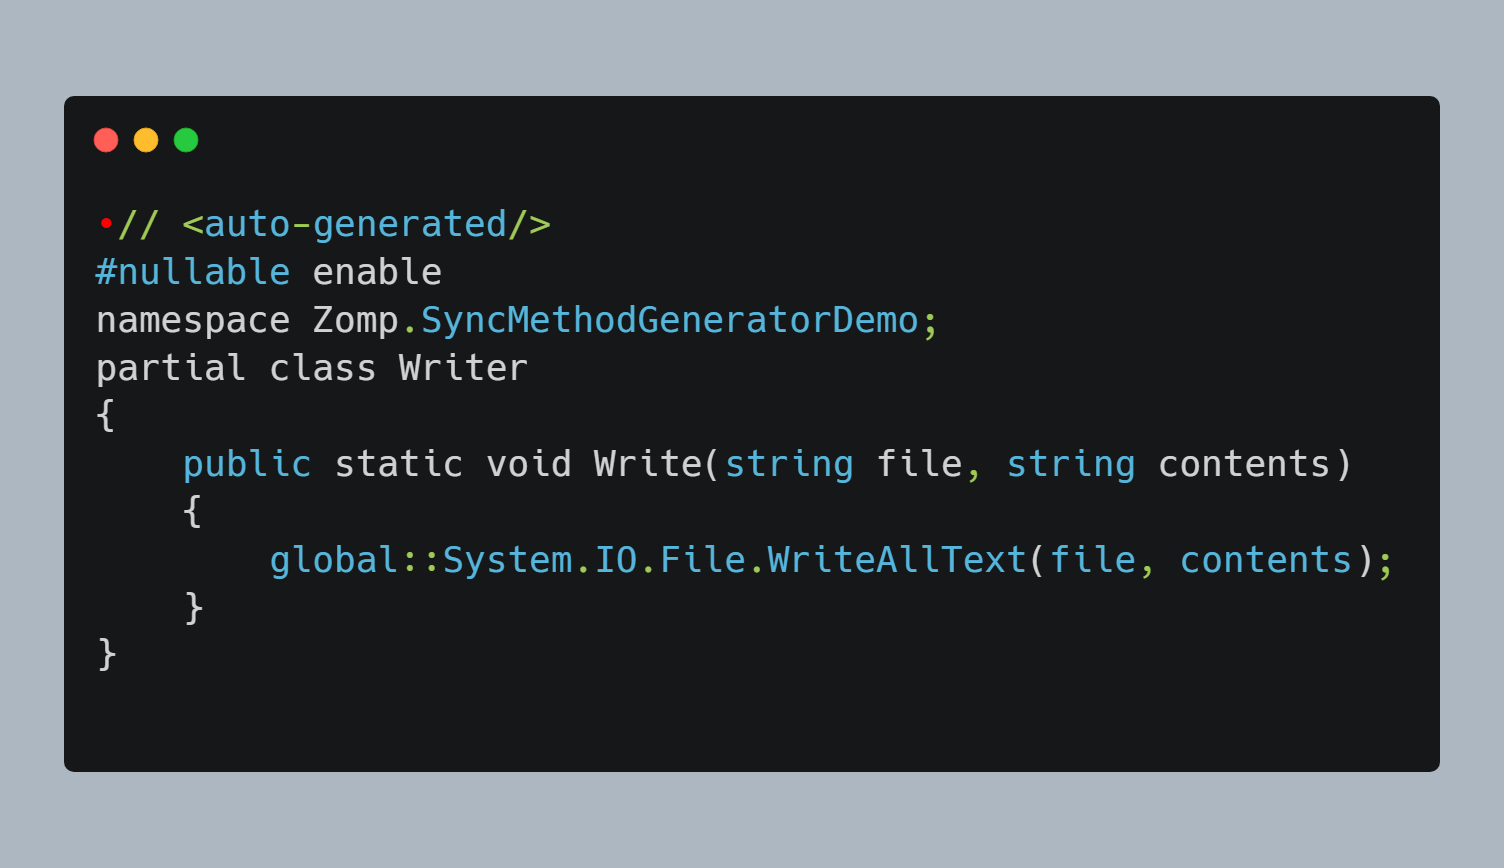 •// <auto-generated/>
#nullable enable
namespace Zomp.SyncMethodGeneratorDemo;
partial class Writer
{
    public static void Write(string file, string contents)
    {
        global::System.IO.File.WriteAllText(file, contents);
    }
}